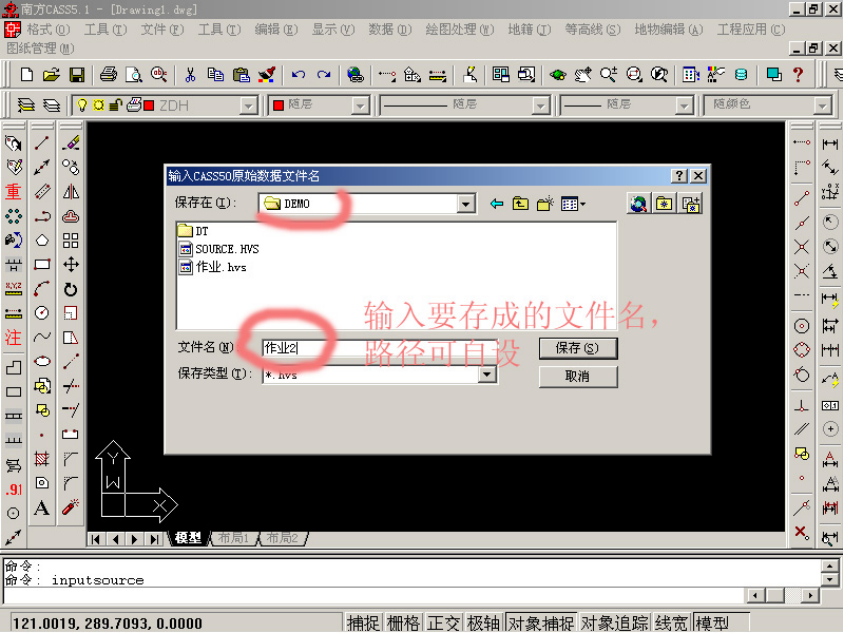 南方CASS5.1 - [Drawing1.dwg]
格式(O) 工具(T) 文件(F) 工具(T) 编辑(E) 显示(V) 数据(D) 绘图处理(W) 地籍(J) 等高线(S) 地物编辑(A) 工程应用(C)
图纸管理(M)
ZDH 随层 随层 随层 随颜色
输入CASS50原始数据文件名
保存在(I): DEMO
DT
SOURCE.HVS
作业.hvs
输入要存成的文件名，
路径可自设
文件名(N) 作业2 保存(S)
保存类型(T): *.hvs 取消
重
注
.91
A
Y
W
X
模型 布局1 布局2
命令:
命令: inputsource
121.0019, 289.7093, 0.0000 捕捉 栅格 正交 极轴 对象捕捉 对象追踪 线宽 模型